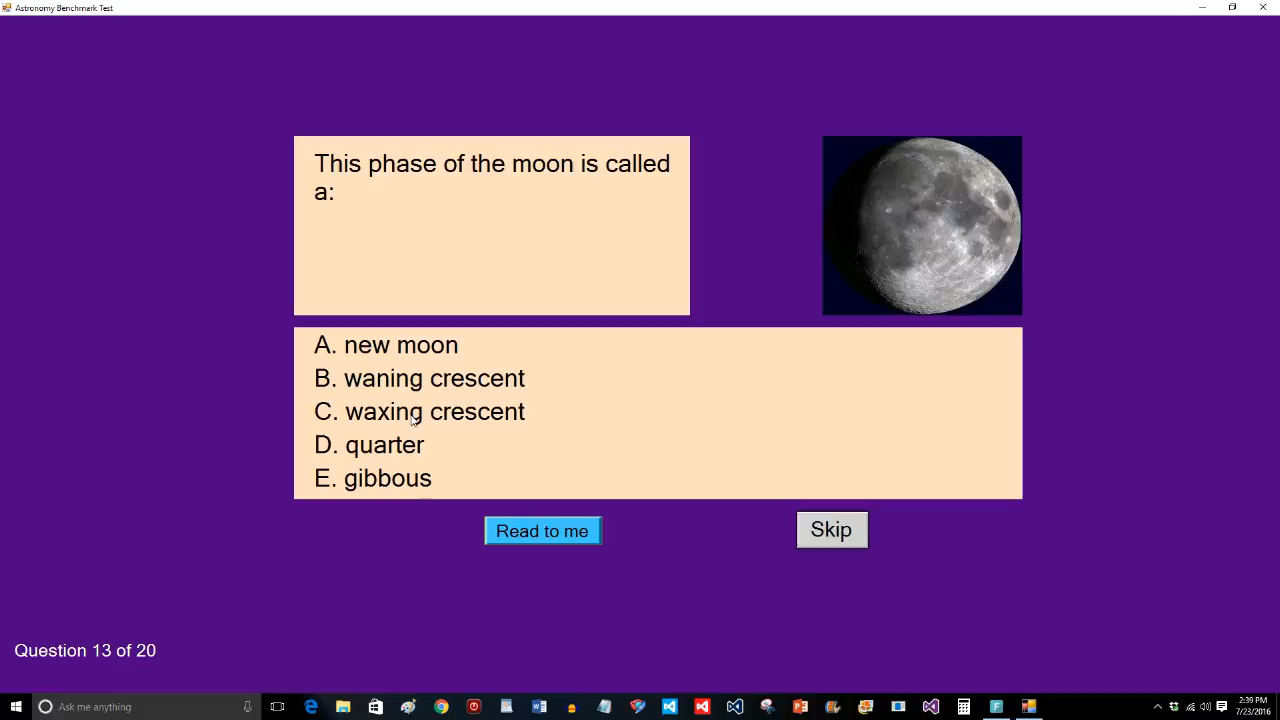 Astronomy Benchmark Test
This phase of the moon is called
a:
A. new moon
B. waning crescent
C. waxing crescent
D. quarter
E. gibbous
Read to me
Skip
Question 13 of 20
Ask me anything
2:39 PM
7/23/2016